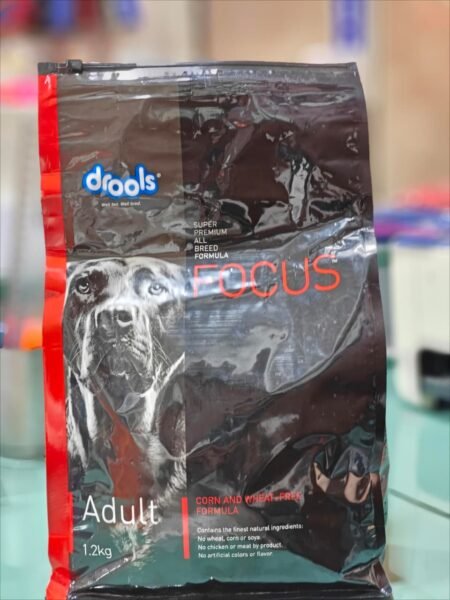 drools®
Well fed. Well bred.
SUPER
PREMIUM
ALL
BREED
FORMULA
FOCUS™
Adult
1.2kg
CORN AND WHEAT-FREE
FORMULA
Contains the finest natural ingredients:
No wheat, corn or soya.
No chicken or meat by product.
No artificial colors or flavor.